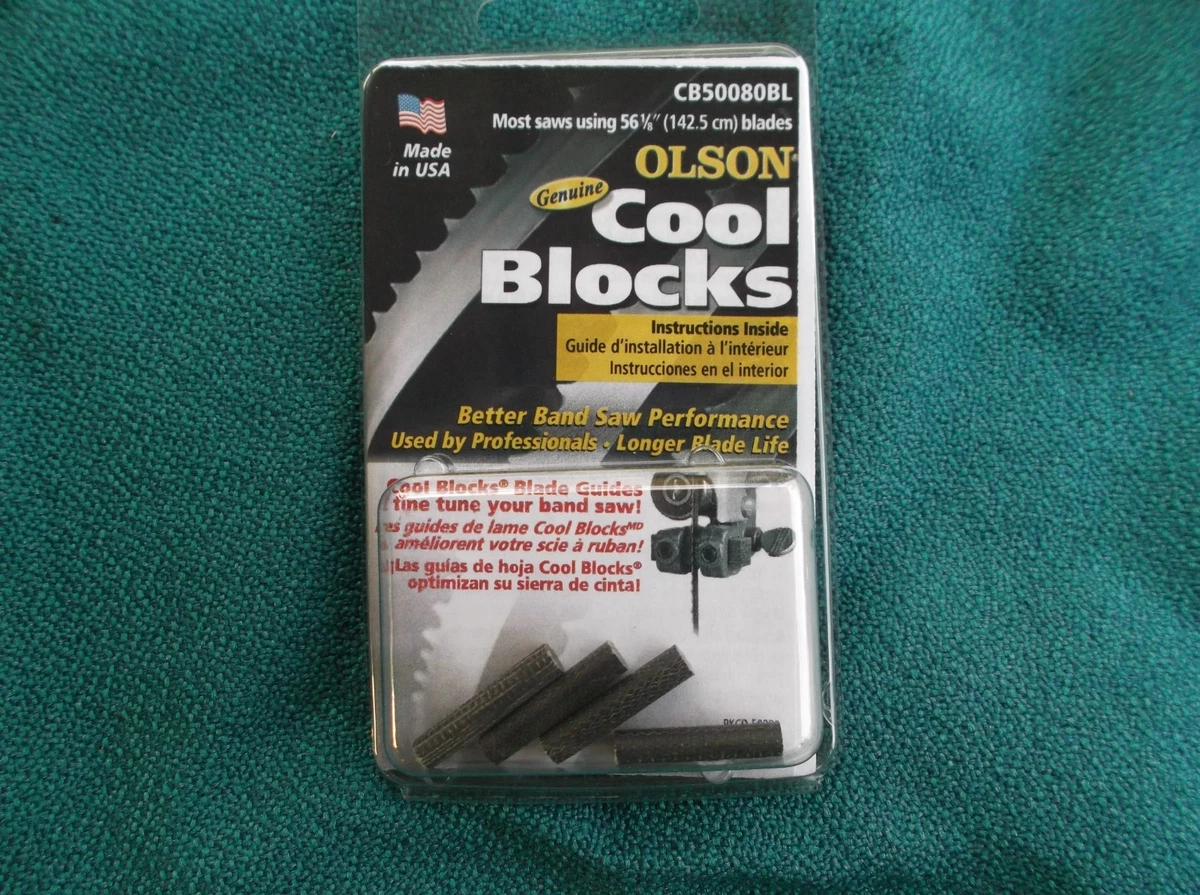 CB50080BL
Most saws using 56 ⅛" (142.5 cm) blades
Made
in USA
OLSON®
Genuine
Cool
Blocks
Instructions Inside
Guide d'installation à l'intérieur
Instrucciones en el interior
Better Band Saw Performance
Used by Professionals • Longer Blade Life
Cool Blocks® Blade Guides
fine tune your band saw!
Les guides de lame Cool Blocksᴹᴰ
améliorent votre scie à ruban!
¡Las guías de hoja Cool Blocks®
optimizan su sierra de cinta!